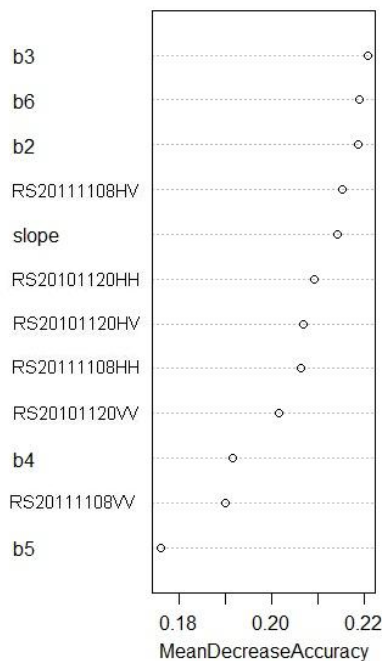 b3
b6
b2
RS20111108HV
slope
RS20101120HH
RS20101120HV
RS20111108HH
RS20101120VV
b4
RS20111108VV
b5
0.18 0.20 0.22
MeanDecreaseAccuracy